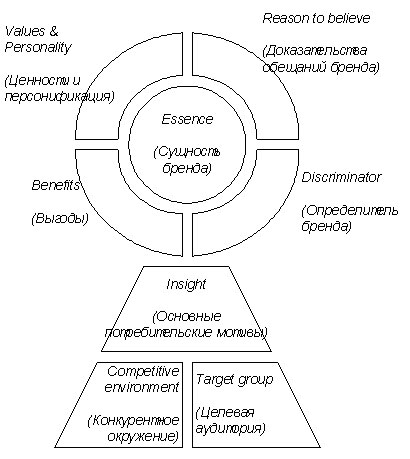 Values &
Personality
(Ценности и
персонификация)
Reason to believe
(Доказательства
обещаний бренда)
Essence
(Сущность
бренда)
Benefits
(Выгоды)
Discriminator
(Определитель
бренда)
Insight
(Основные
потребительские мотивы)
Competitive
environment
(Конкурентное
окружение)
Target group
(Целевая
аудитория)